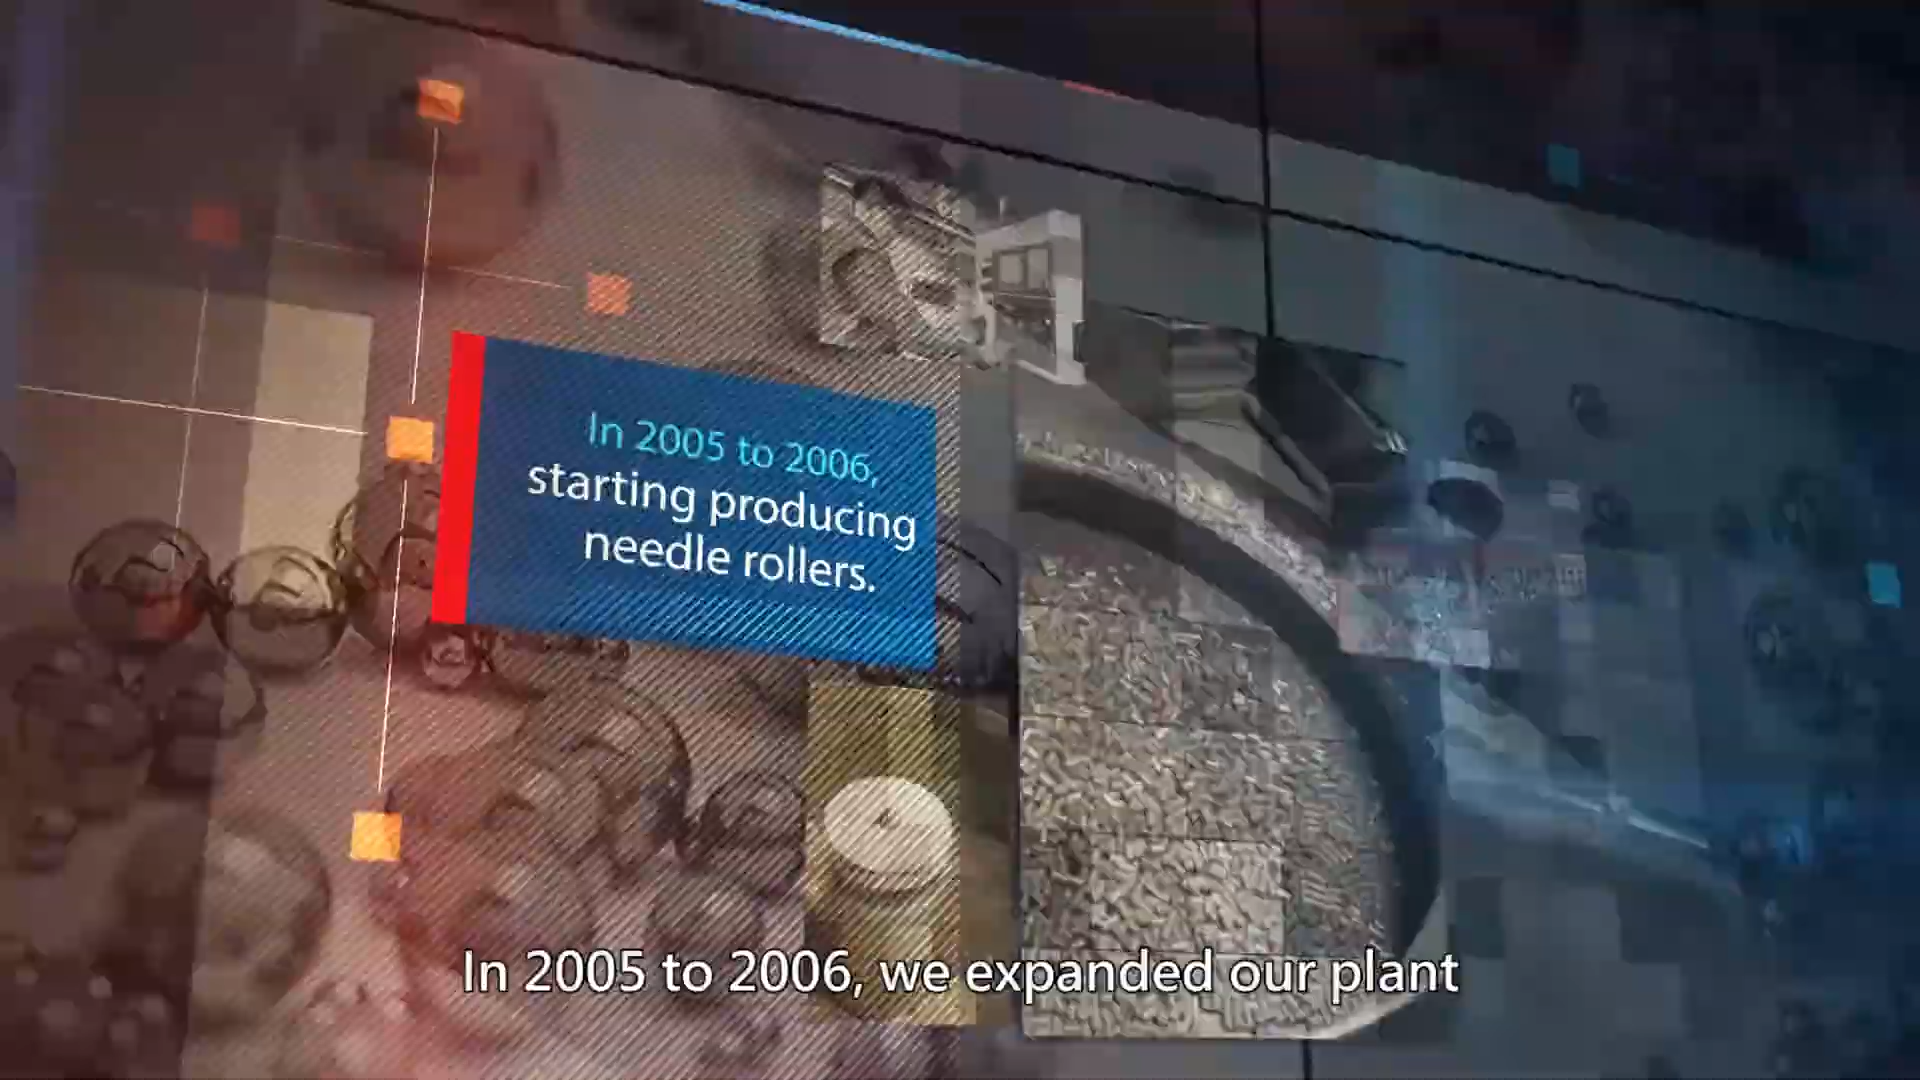 In 2005 to 2006,
starting producing
needle rollers.
In 2005 to 2006, we expanded our plant